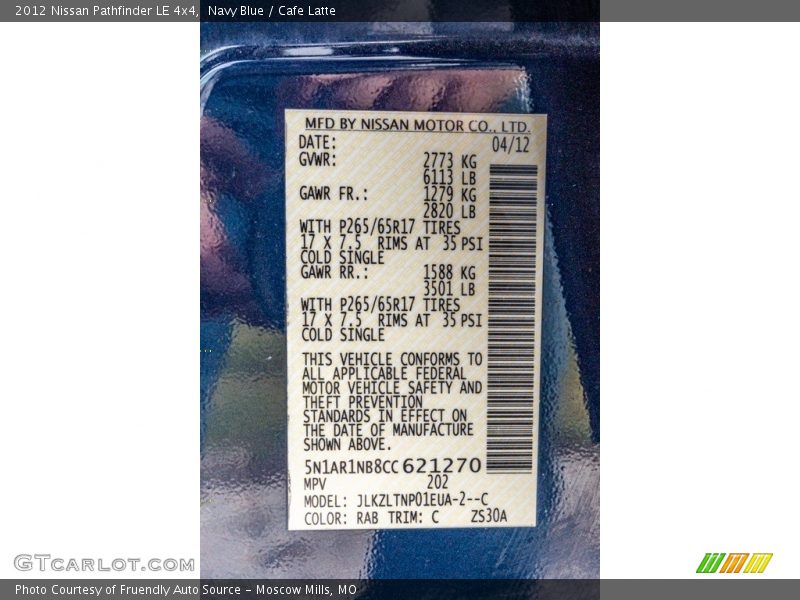 2012 Nissan Pathfinder LE 4x4,  Navy Blue / Cafe Latte
MFD BY NISSAN MOTOR CO., LTD.
DATE: 04/12
GVWR: 2773 KG
6113 LB
GAWR FR.: 1279 KG
2820 LB
WITH P265/65R17 TIRES
17 X 7.5 RIMS AT 35 PSI
COLD SINGLE
GAWR RR.: 1588 KG
3501 LB
WITH P265/65R17 TIRES
17 X 7.5 RIMS AT 35 PSI
COLD SINGLE
THIS VEHICLE CONFORMS TO
ALL APPLICABLE FEDERAL
MOTOR VEHICLE SAFETY AND
THEFT PREVENTION
STANDARDS IN EFFECT ON
THE DATE OF MANUFACTURE
SHOWN ABOVE.
5N1AR1NB8CC621270
MPV 202
MODEL: JLKZLTNP01EUA-2--C
COLOR: RAB TRIM: C ZS30A
GTCARLOT.COM
Photo Courtesy of Fruendly Auto Source - Moscow Mills, MO